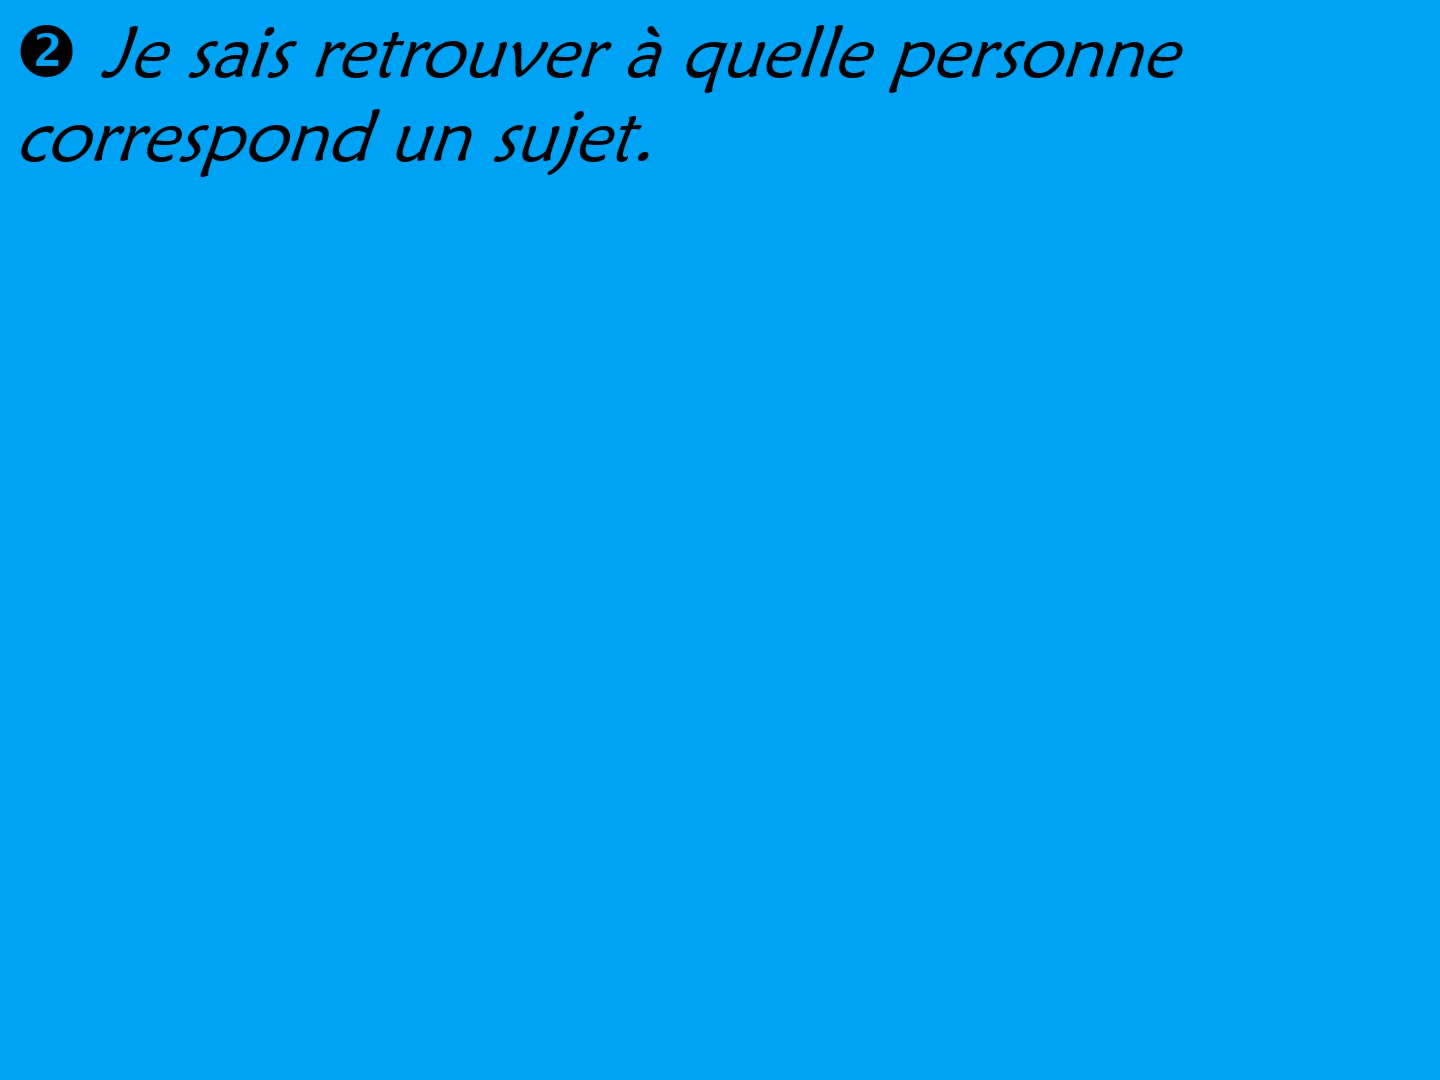 ❷ Je sais retrouver à quelle personne
correspond un sujet.